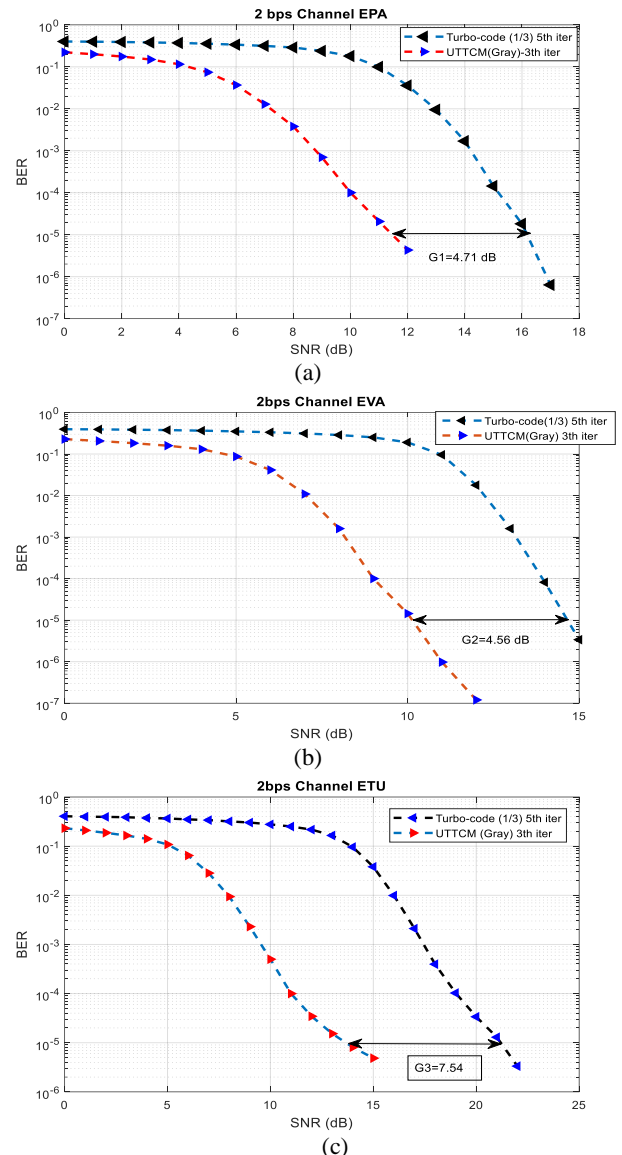 2 bps Channel EPA
Turbo-code (1/3) 5th iter
UTTCM(Gray)-3th iter
10^0
10^-1
10^-2
10^-3
10^-4
10^-5
10^-6
10^-7
BER
G1=4.71 dB
0 2 4 6 8 10 12 14 16 18
SNR (dB)
(a)
2bps Channel EVA
Turbo-code(1/3) 5th iter
UTTCM(Gray) 3th iter
10^0
10^-1
10^-2
10^-3
10^-4
10^-5
10^-6
10^-7
BER
G2=4.56 dB
0 5 10 15
SNR (dB)
(b)
2bps Channel ETU
Turbo-code (1/3) 5th iter
UTTCM (Gray) 3th iter
10^0
10^-1
10^-2
10^-3
10^-4
10^-5
10^-6
BER
G3=7.54
0 5 10 15 20 25
SNR (dB)
(c)